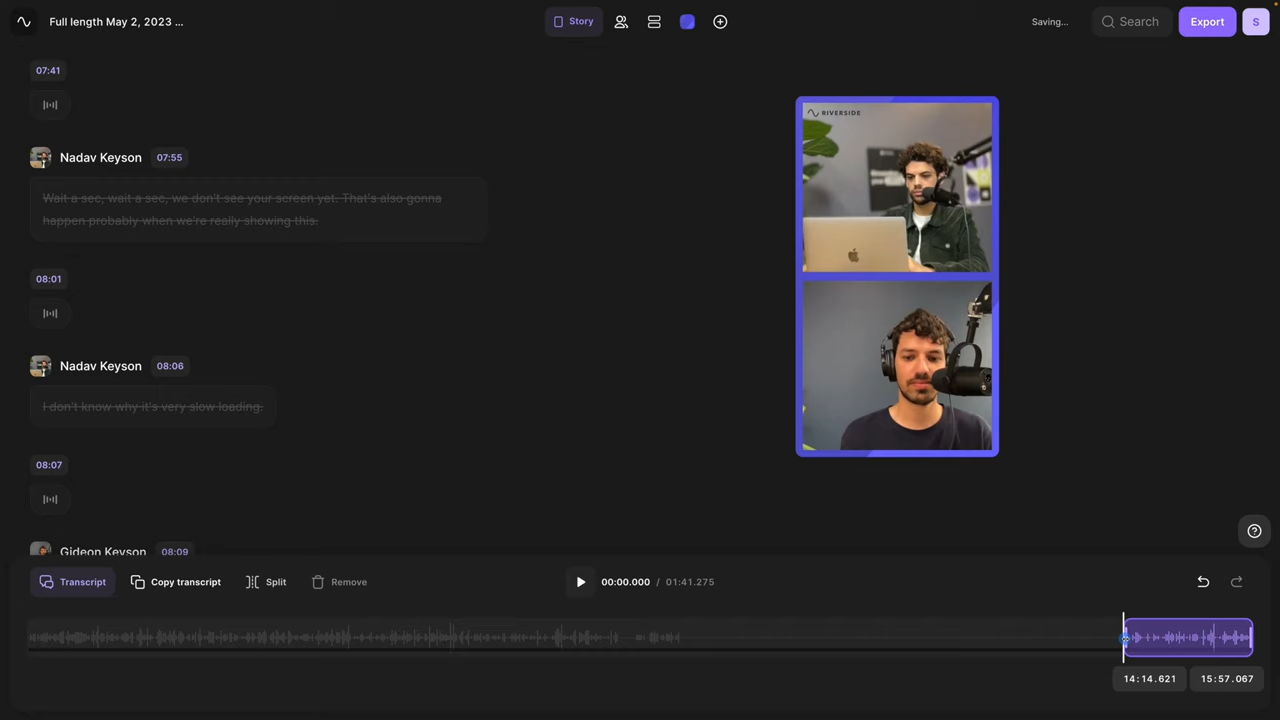 Full length May 2, 2023 ...
Story
Saving...
Search
Export
S
07:41
Nadav Keyson 07:55
Wait a sec, wait a sec, we don't see your screen yet. That's also gonna
happen probably when we're really showing this.
08:01
Nadav Keyson 08:06
I don't know why it's very slow loading.
08:07
Gideon Keyson 08:09
RIVERSIDE
Transcript
Copy transcript
Split
Remove
00:00.000 / 01:41.275
14:14.621
15:57.067